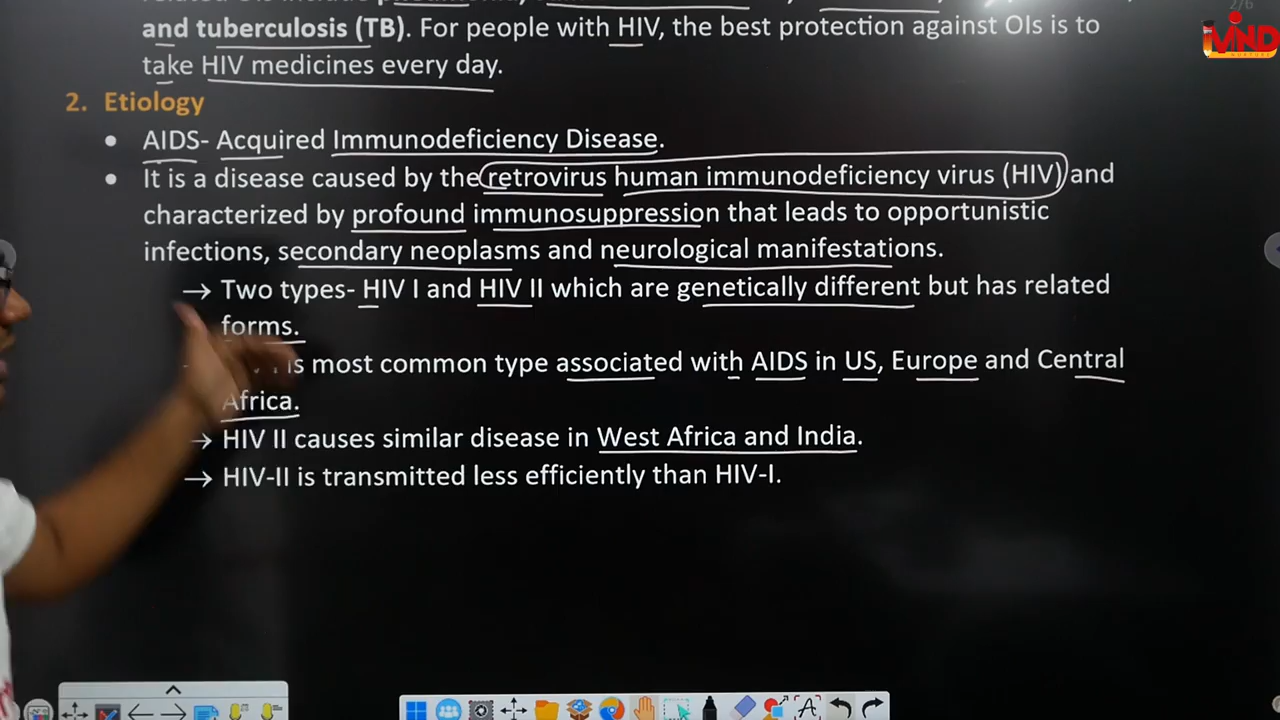 2/6
and tuberculosis (TB). For people with HIV, the best protection against OIs is to
take HIV medicines every day.
2. Etiology
• AIDS- Acquired Immunodeficiency Disease.
• It is a disease caused by the retrovirus human immunodeficiency virus (HIV) and
characterized by profound immunosuppression that leads to opportunistic
infections, secondary neoplasms and neurological manifestations.
→ Two types- HIV I and HIV II which are genetically different but has related
forms.
is most common type associated with AIDS in US, Europe and Central
Africa.
→ HIV II causes similar disease in West Africa and India.
→ HIV-II is transmitted less efficiently than HIV-I.